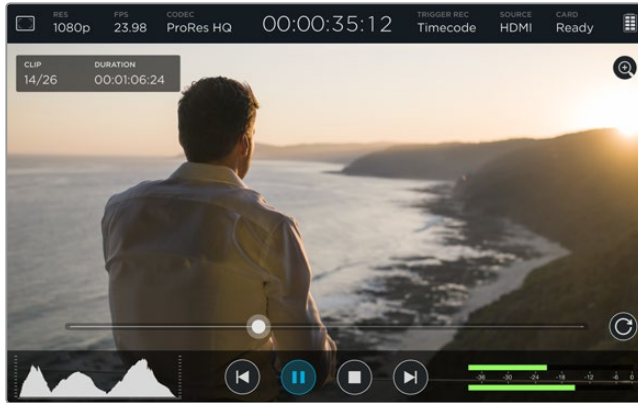 RES FPS CODEC 00:00:35:12 TRIGGER REC SOURCE CARD
1080p 23.98 ProRes HQ Timecode HDMI Ready
CLIP DURATION
14/26 00:01:06:24
-36 -30 -24 -18 -12 -6 0